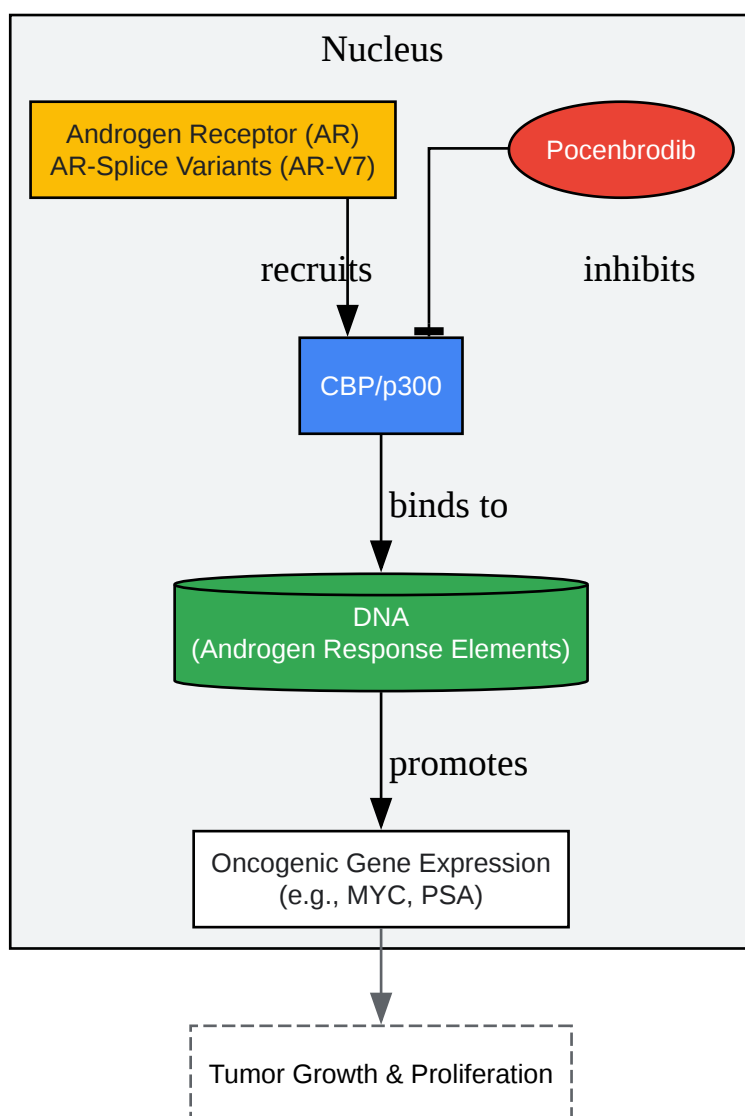 Nucleus
Androgen Receptor (AR)
AR-Splice Variants (AR-V7)
Pocenbrodib
recruits
inhibits
CBP/p300
binds to
DNA
(Androgen Response Elements)
promotes
Oncogenic Gene Expression
(e.g., MYC, PSA)
Tumor Growth & Proliferation